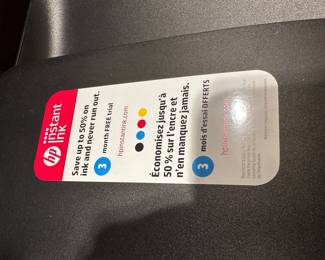 hp instant ink
Save up to 50% on
ink and never run out.
3 month FREE trial
hpinstantink.com
Économisez jusqu'à
50 % sur l'encre et
n'en manquez jamais.
3 mois d'essai OFFERTS